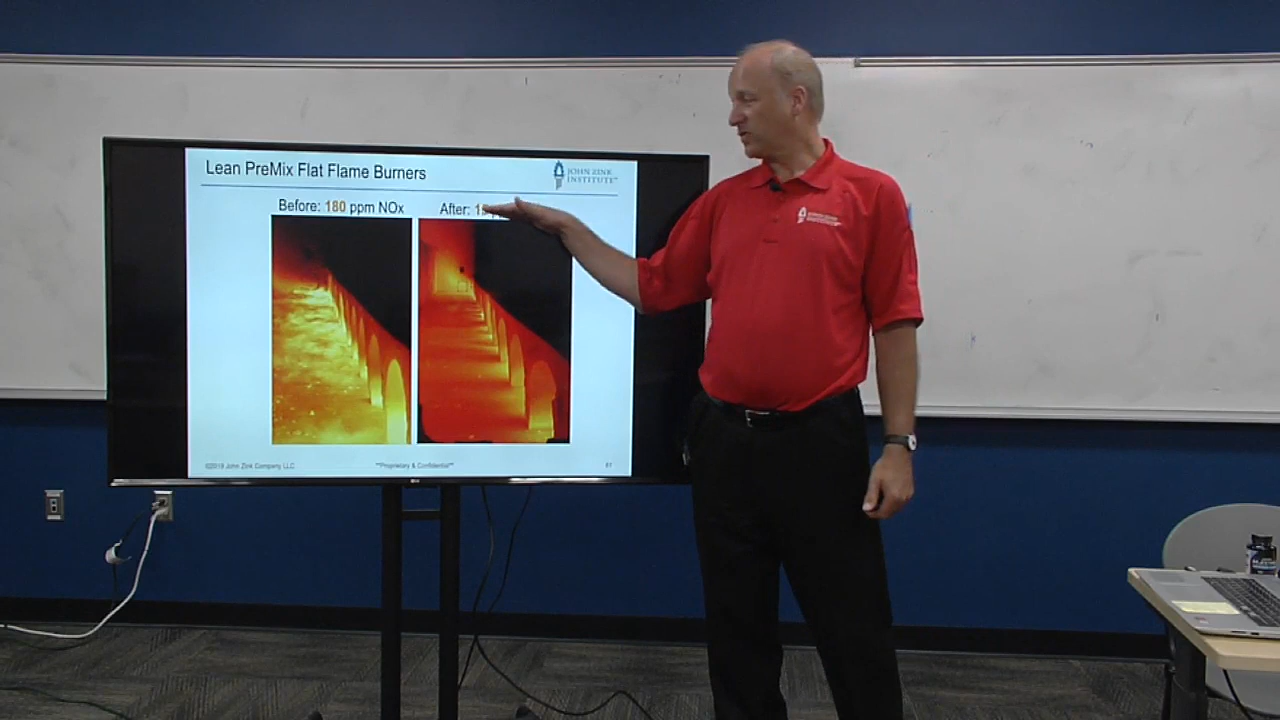 Lean PreMix Flat Flame Burners
JOHN ZINK
INSTITUTE
Before: 180 ppm NOx
After:
©2019 John Zink Company LLC
**Proprietary & Confidential**
61
LG